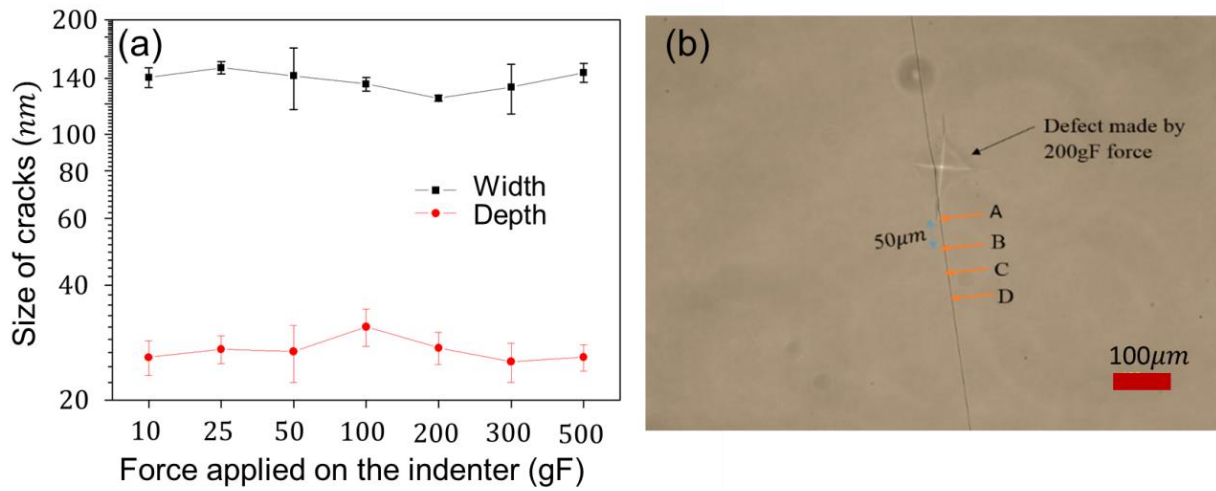 (a)
200
140
100
80
60
40
20
Size of cracks (nm)
Width
Depth
10 25 50 100 200 300 500
Force applied on the indenter (gF)
(b)
Defect made by
200gF force
A
50μm
B
C
D
100μm